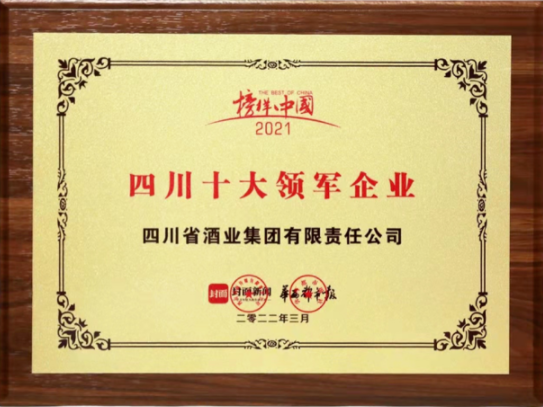 THE BEST OF CHINA
榜样中國
2021
四川十大领军企业
四川省酒业集团有限责任公司
封面 封面新闻 华西都市报
二零二二年三月